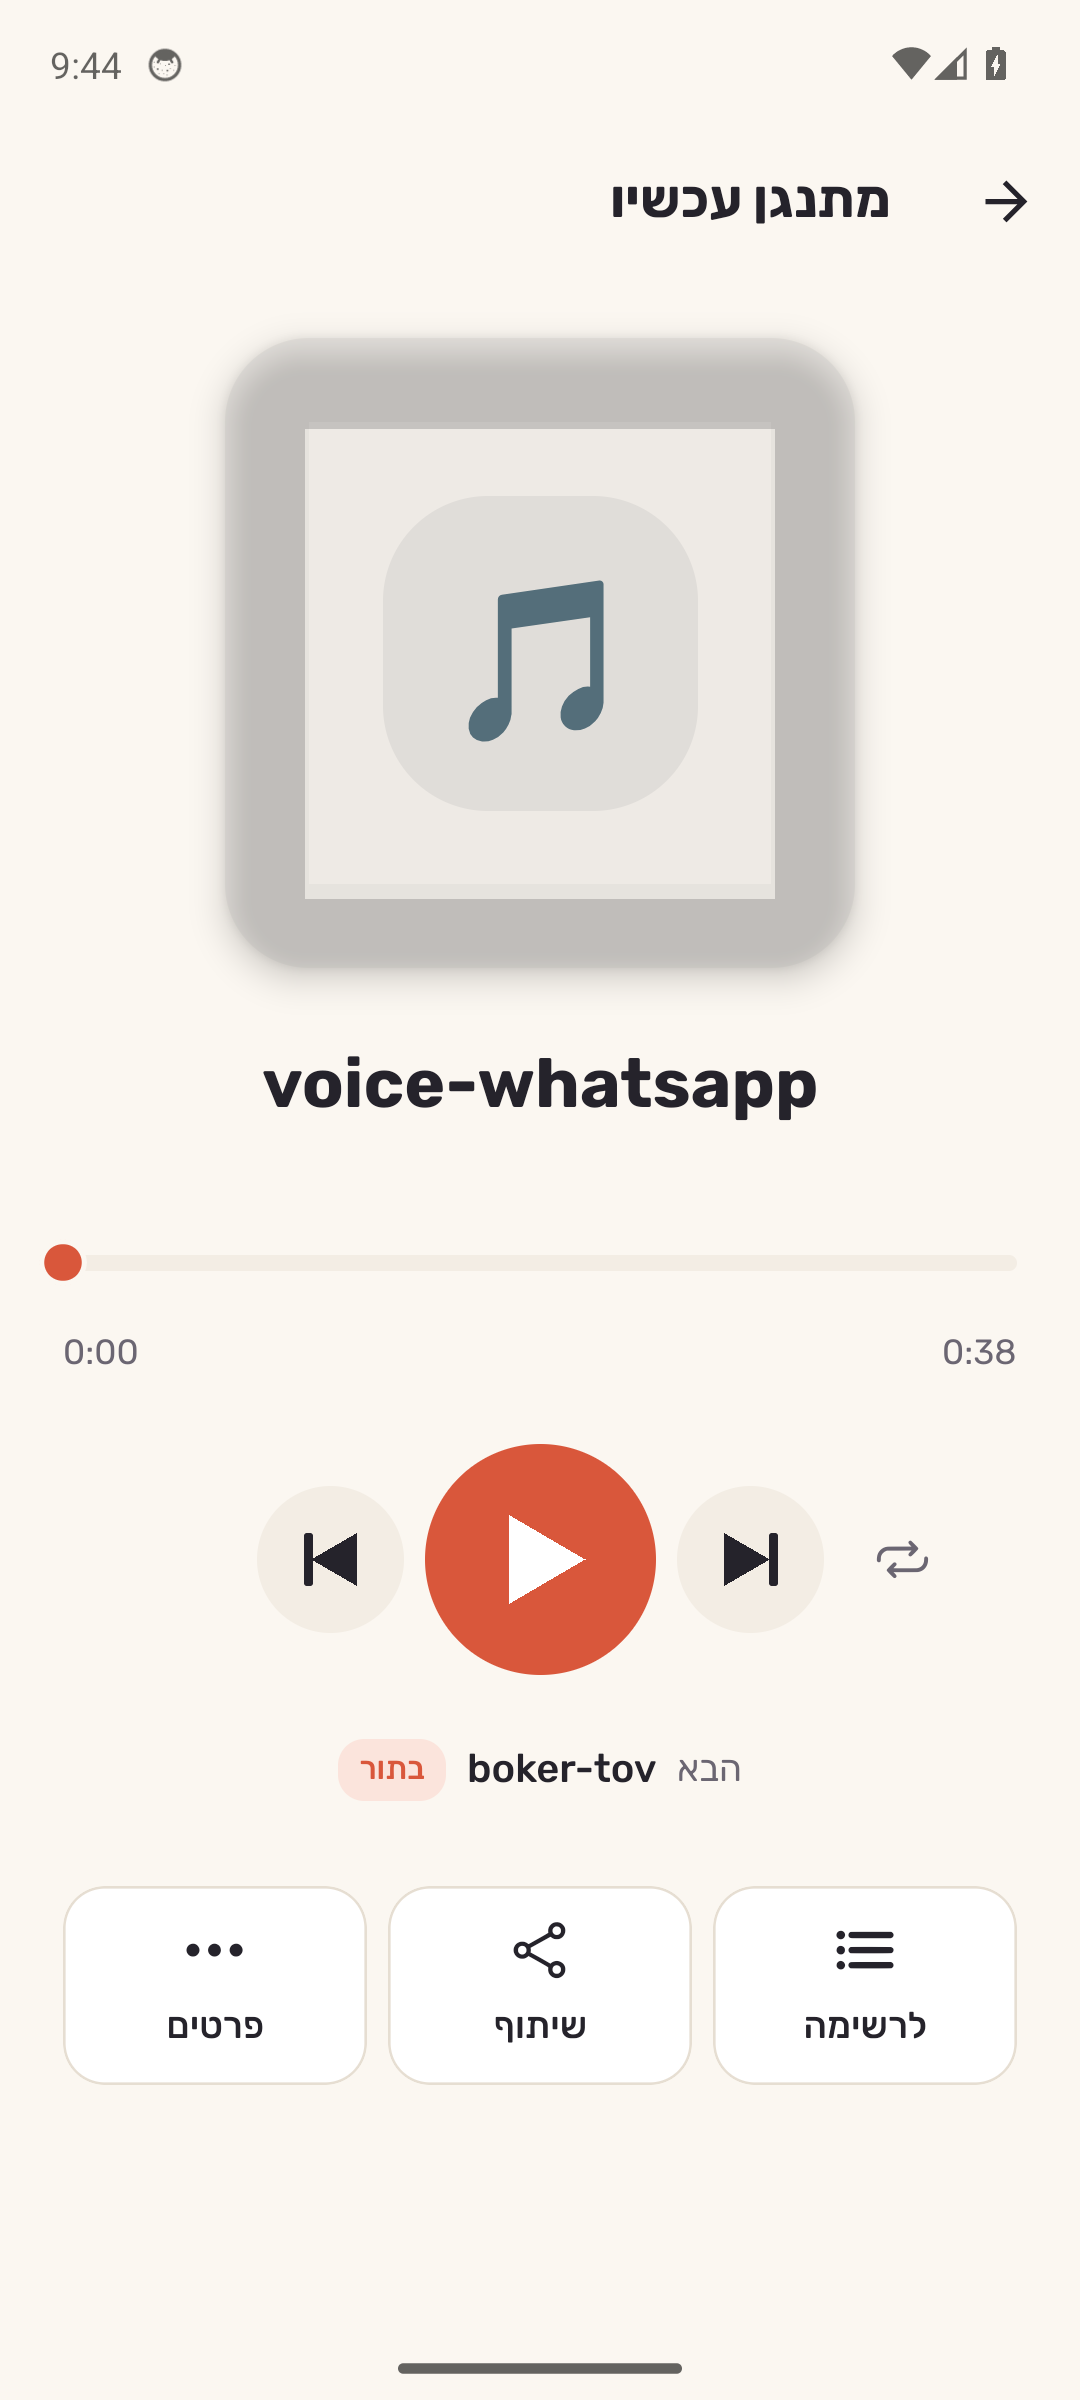 9:44
מתנגן עכשיו
voice-whatsapp
0:00 0:38
הבא boker-tov בתור
לרשימה שיתוף פרטים